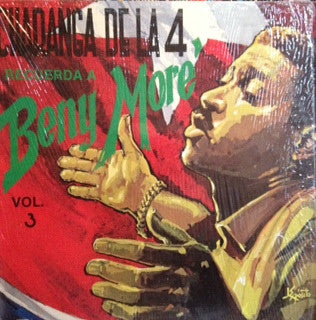 CHARANGA DE LA 4
RECUERDA A
Beny Moré
VOL.
3